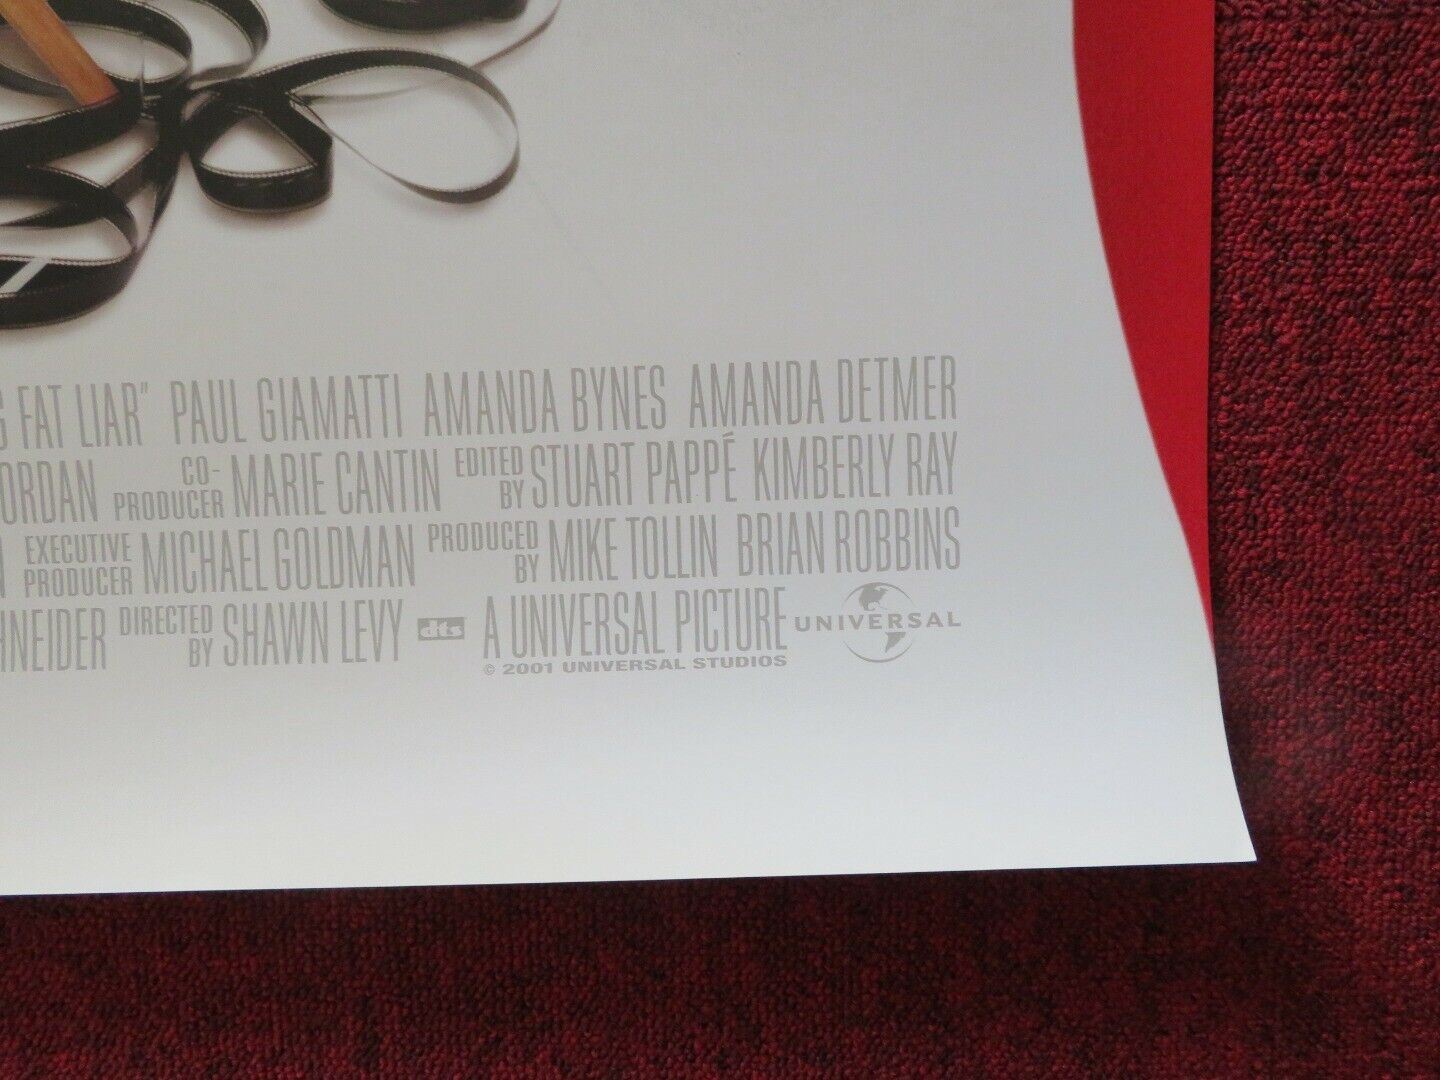 FAT LIAR" PAUL GIAMATTI AMANDA BYNES AMANDA DETMER
CO-PRODUCER MARIE CANTIN EDITED BY STUART PAPPÉ KIMBERLY RAY
EXECUTIVE PRODUCER MICHAEL GOLDMAN PRODUCED BY MIKE TOLLIN BRIAN ROBBINS
DIRECTED BY SHAWN LEVY dts A UNIVERSAL PICTURE UNIVERSAL
© 2001 UNIVERSAL STUDIOS